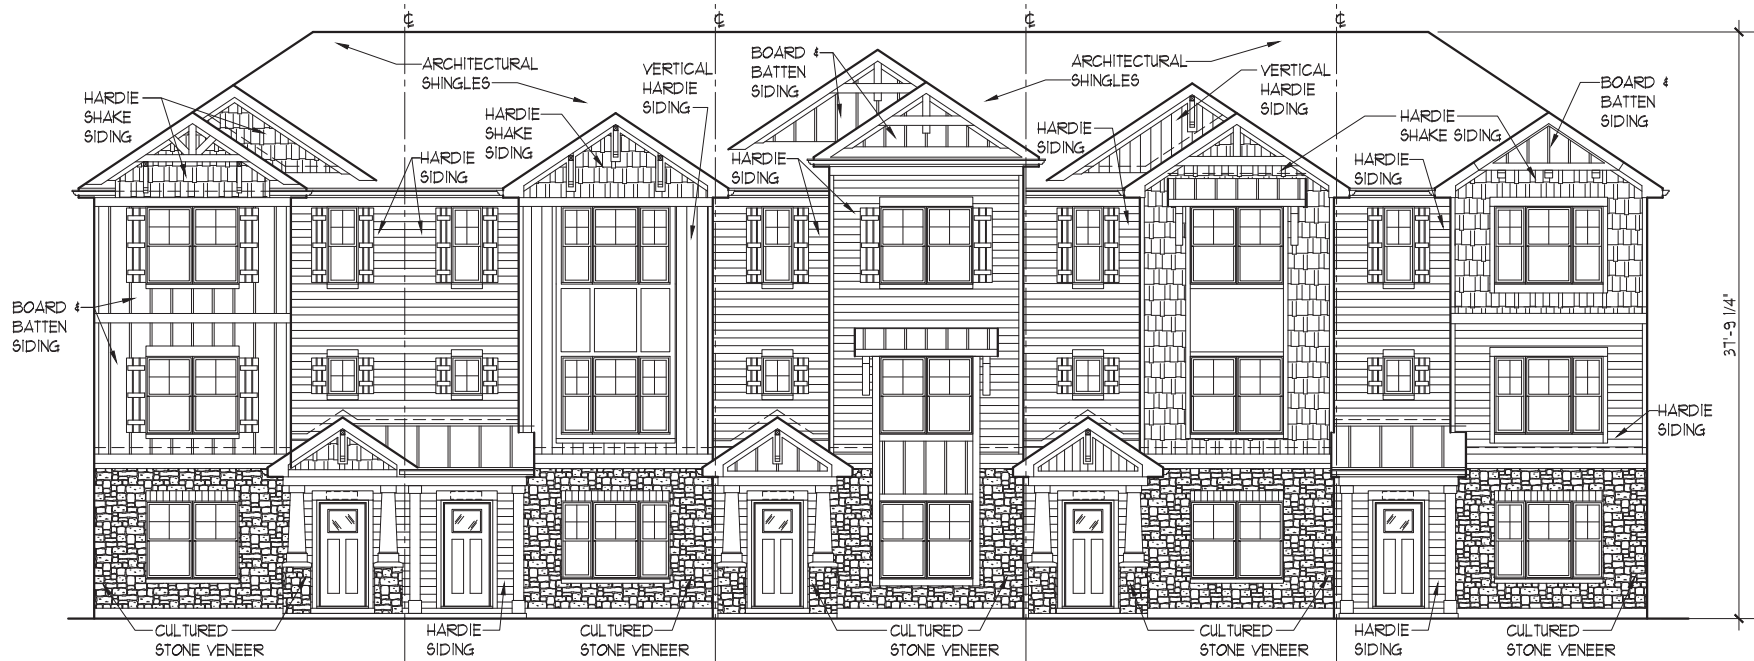 ℄
℄
℄
℄
ARCHITECTURAL
SHINGLES
VERTICAL
HARDIE
SIDING
BOARD &
BATTEN
SIDING
ARCHITECTURAL
SHINGLES
VERTICAL
HARDIE
SIDING
BOARD &
BATTEN
SIDING
HARDIE
SHAKE
SIDING
HARDIE
SHAKE
SIDING
HARDIE
SIDING
HARDIE
SIDING
HARDIE
SIDING
HARDIE
SHAKE SIDING
HARDIE
SIDING
BOARD &
BATTEN
SIDING
37'-9 1/4"
HARDIE
SIDING
CULTURED
STONE VENEER
HARDIE
SIDING
CULTURED
STONE VENEER
CULTURED
STONE VENEER
CULTURED
STONE VENEER
HARDIE
SIDING
CULTURED
STONE VENEER